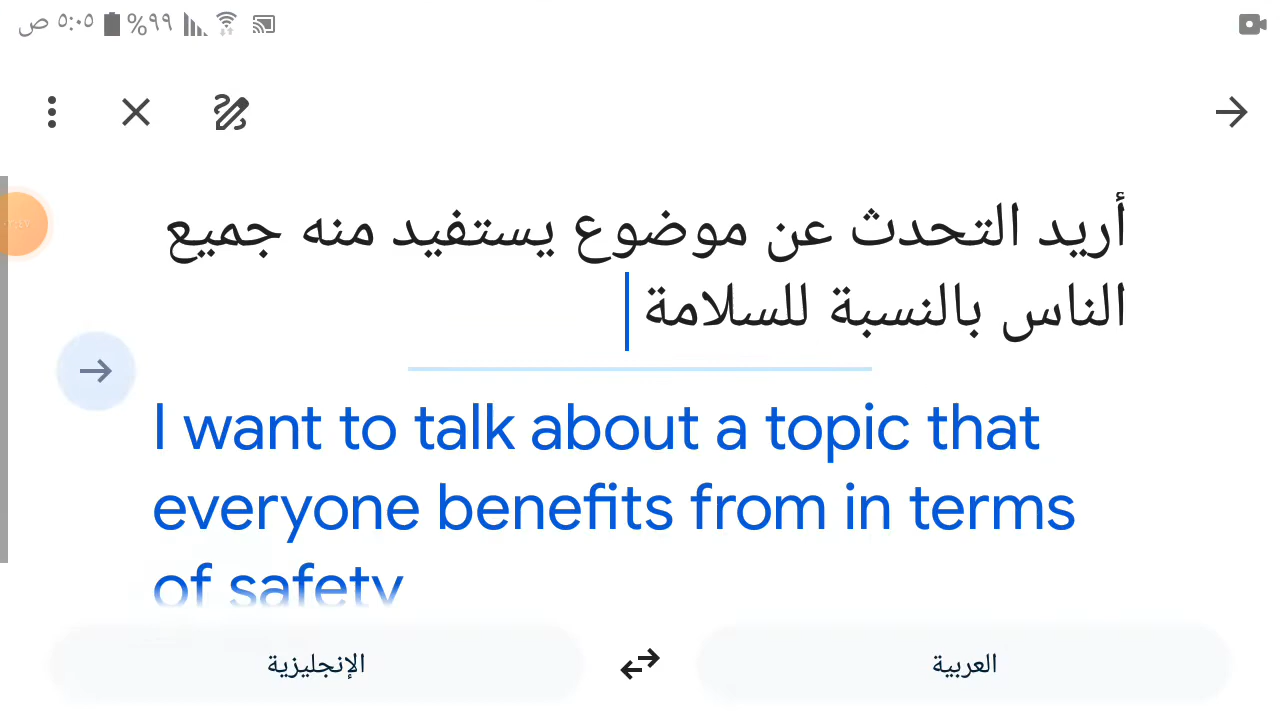 ص ٥:٠٥ %٩٩
أريد التحدث عن موضوع يستفيد منه جميع
الناس بالنسبة للسلامة
I want to talk about a topic that
everyone benefits from in terms
of safety
الإنجليزية
العربية